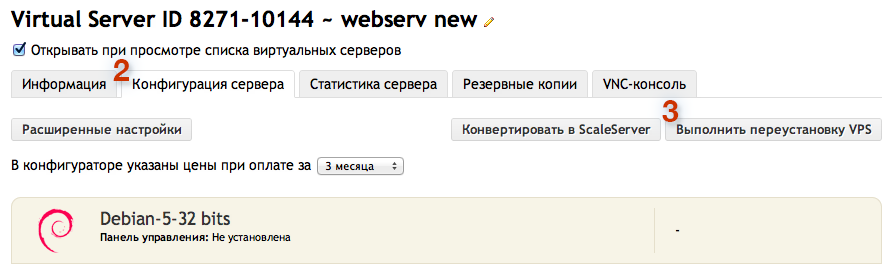 Virtual Server ID 8271-10144 ~ webserv new
Открывать при просмотре списка виртуальных серверов
2
Информация Конфигурация сервера Статистика сервера Резервные копии VNC-консоль
3
Расширенные настройки Конвертировать в ScaleServer Выполнить переустановку VPS
В конфигураторе указаны цены при оплате за 3 месяца
Debian-5-32 bits
Панель управления: Не установлена
-